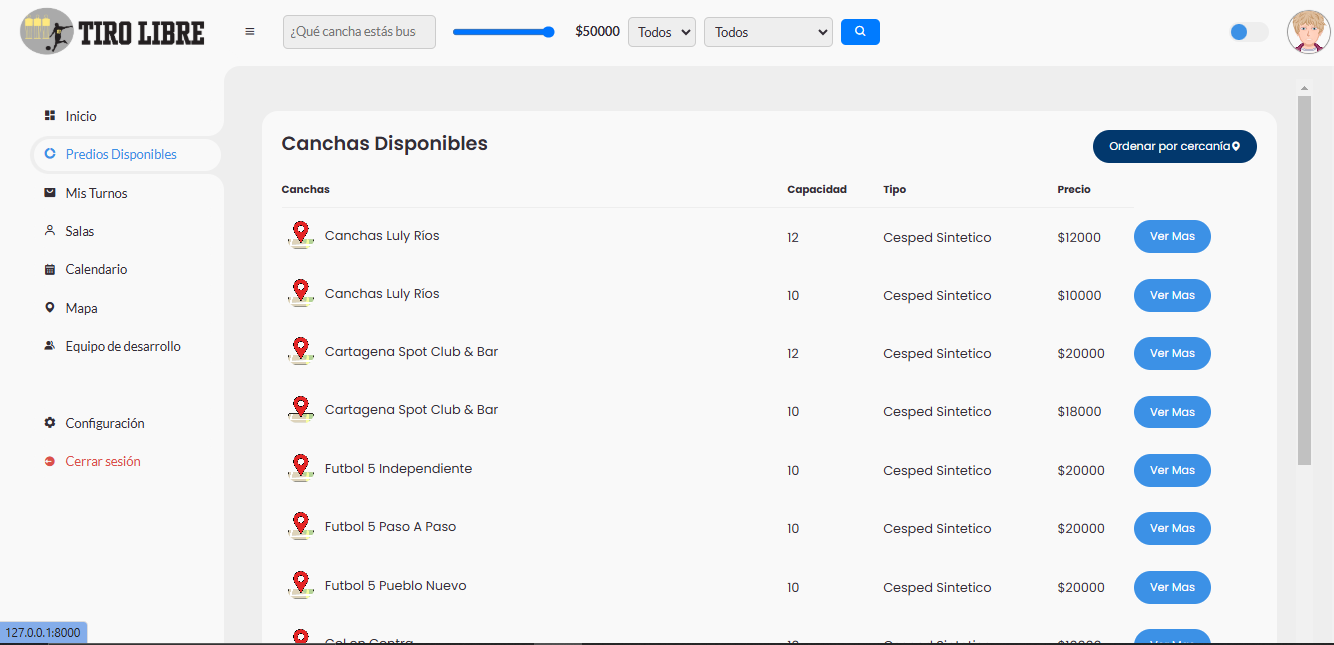 TIRO LIBRE
¿Qué cancha estás bus
$50000
Todos
Todos
Inicio
Predios Disponibles
Mis Turnos
Salas
Calendario
Mapa
Equipo de desarrollo
Configuración
Cerrar sesión
Canchas Disponibles
Ordenar por cercanía
Canchas Capacidad Tipo Precio
Canchas Luly Ríos 12 Cesped Sintetico $12000 Ver Mas
Canchas Luly Ríos 10 Cesped Sintetico $10000 Ver Mas
Cartagena Spot Club & Bar 12 Cesped Sintetico $20000 Ver Mas
Cartagena Spot Club & Bar 10 Cesped Sintetico $18000 Ver Mas
Futbol 5 Independiente 10 Cesped Sintetico $20000 Ver Mas
Futbol 5 Paso A Paso 10 Cesped Sintetico $20000 Ver Mas
Futbol 5 Pueblo Nuevo 10 Cesped Sintetico $20000 Ver Mas
Cesped Sintetico Ver Mas
127.0.0.1:8000